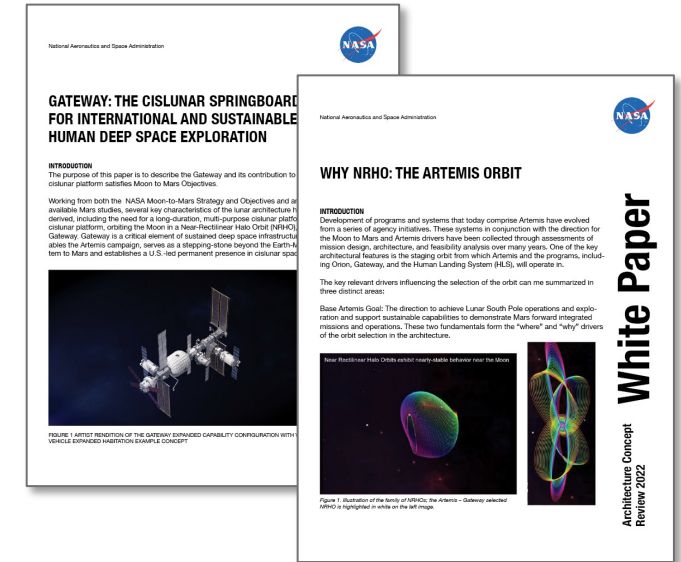 National Aeronautics and Space Administration
NASA
GATEWAY: THE CISLUNAR SPRINGBOARD
FOR INTERNATIONAL AND SUSTAINABLE
HUMAN DEEP SPACE EXPLORATION
INTRODUCTION
The purpose of this paper is to describe the Gateway and its contribution to
cislunar platform satisfies Moon to Mars Objectives.
Working from both the NASA Moon-to-Mars Strategy and Objectives and a
available Mars studies, several key characteristics of the lunar architecture h
derived, including the need for a long-duration, multi-purpose cislunar platfo
cislunar platform, orbiting the Moon in a Near-Rectilinear Halo Orbit (NRHO),
Gateway. Gateway is a critical element of sustained deep space infrastructu
ables the Artemis campaign, serves as a stepping-stone beyond the Earth-M
tem to Mars and establishes a U.S.-led permanent presence in cislunar spac
FIGURE 1 ARTIST RENDITION OF THE GATEWAY EXPANDED CAPABILITY CONFIGURATION WITH
VEHICLE EXPANDED HABITATION EXAMPLE CONCEPT
National Aeronautics and Space Administration
NASA
WHY NRHO: THE ARTEMIS ORBIT
INTRODUCTION
Development of programs and systems that today comprise Artemis have evolved
from a series of agency initiatives. These systems in conjunction with the direction for
the Moon to Mars and Artemis drivers have been collected through assessments of
mission design, architecture, and feasibility analysis over many years. One of the key
architectural features is the staging orbit from which Artemis and the programs, includ-
ing Orion, Gateway, and the Human Landing System (HLS), will operate in.
The key relevant drivers influencing the selection of the orbit can me summarized in
three distinct areas:
Base Artemis Goal: The direction to achieve Lunar South Pole operations and explo-
ration and support sustainable capabilities to demonstrate Mars forward integrated
missions and operations. These two fundamentals form the “where” and “why” drivers
of the orbit selection in the architecture.
Near Rectilinear Halo Orbits exhibit nearly-stable behavior near the Moon
Figure 1. Illustration of the family of NRHOs; the Artemis – Gateway selected
NRHO is highlighted in white on the left image.
White Paper
Architecture Concept
Review 2022